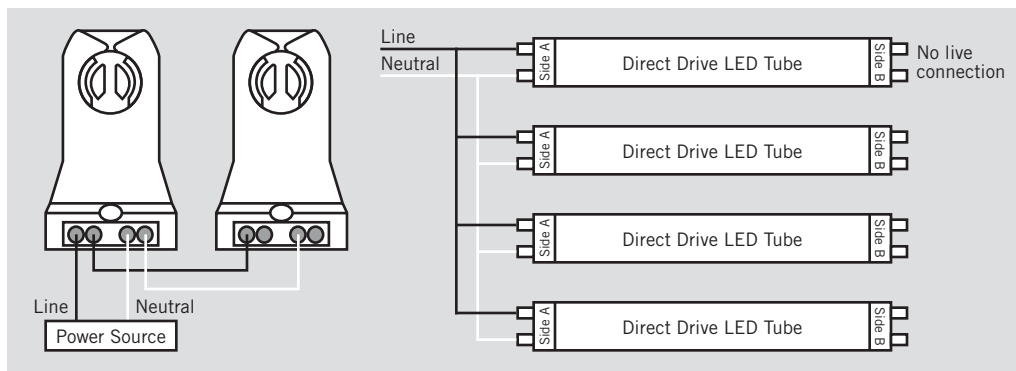 Line
Neutral
Power Source
Line
Neutral
Side A
Direct Drive LED Tube
Side B
No live
connection
Side A
Direct Drive LED Tube
Side B
Side A
Direct Drive LED Tube
Side B
Side A
Direct Drive LED Tube
Side B